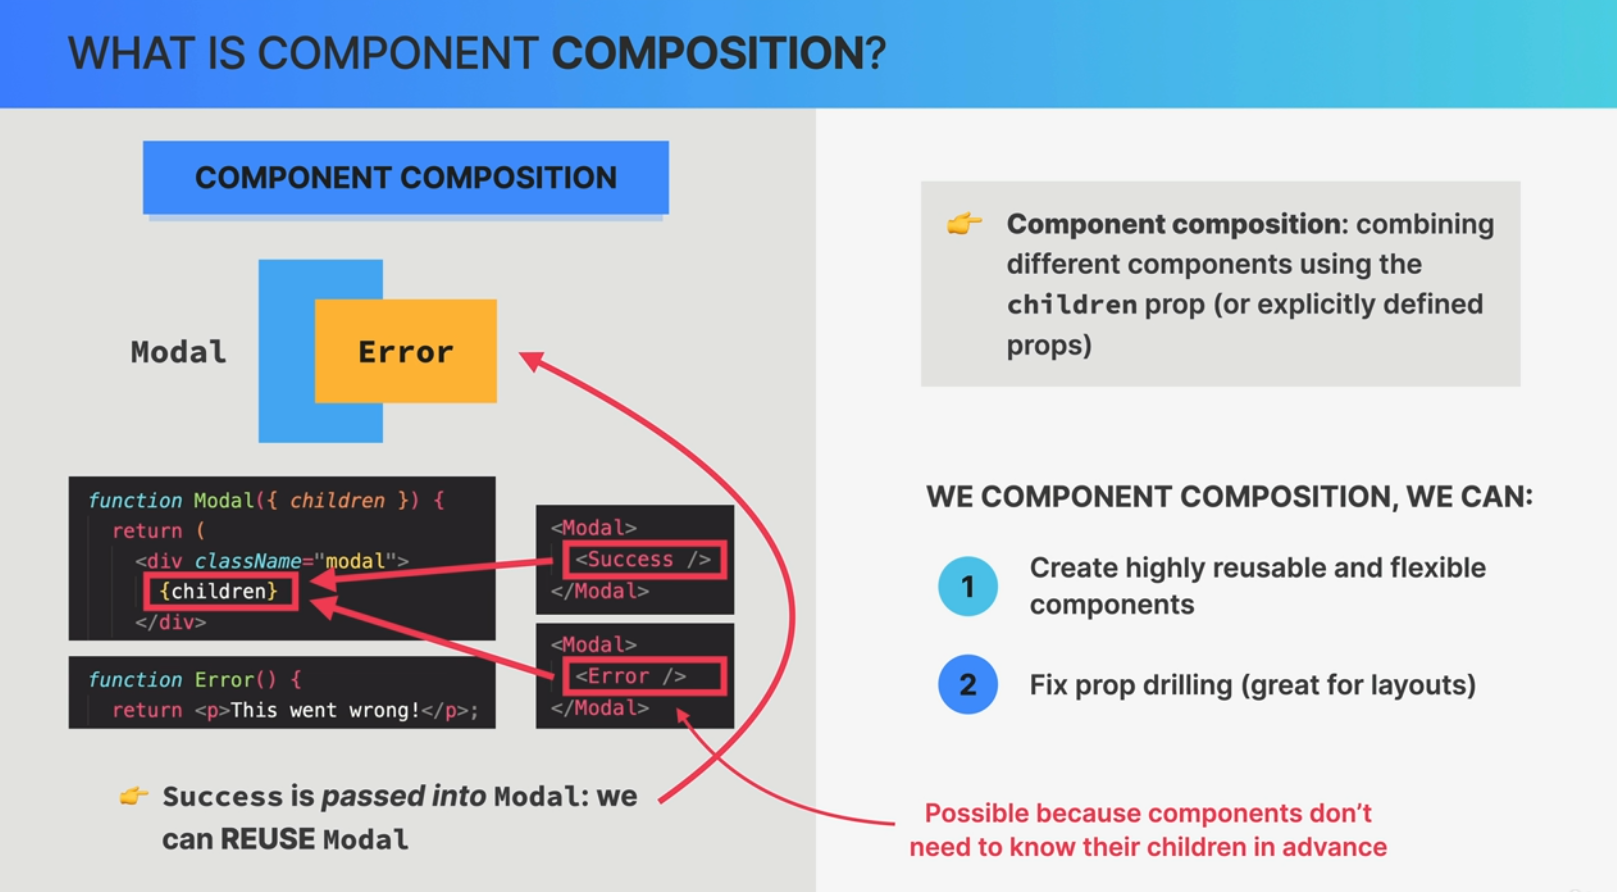 WHAT IS COMPONENT COMPOSITION?
COMPONENT COMPOSITION
Modal
Error
function Modal({ children }) {
return (
<div className="modal">
{children}
</div>
function Error() {
return <p>This went wrong!</p>;
<Modal>
<Success />
</Modal>
<Modal>
<Error />
</Modal>
👉 Success is passed into Modal: we
can REUSE Modal
👉 Component composition: combining
different components using the
children prop (or explicitly defined
props)
WE COMPONENT COMPOSITION, WE CAN:
1 Create highly reusable and flexible
components
2 Fix prop drilling (great for layouts)
Possible because components don’t
need to know their children in advance